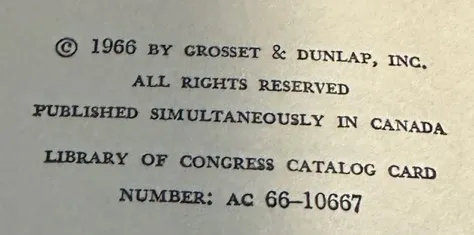 © 1966 BY GROSSET & DUNLAP, INC.
ALL RIGHTS RESERVED
PUBLISHED SIMULTANEOUSLY IN CANADA
LIBRARY OF CONGRESS CATALOG CARD
NUMBER: AC 66–10667